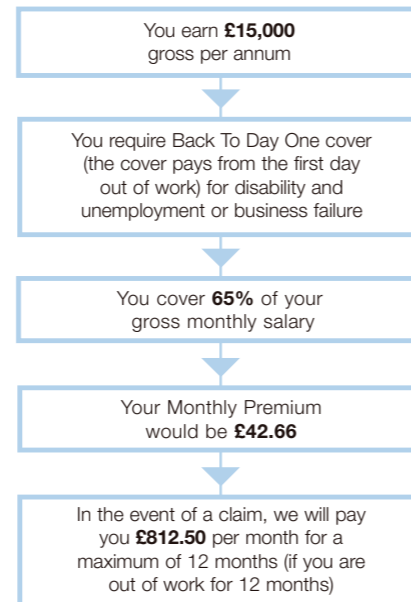 You earn £15,000
gross per annum
You require Back To Day One cover
(the cover pays from the first day
out of work) for disability and
unemployment or business failure
You cover 65% of your
gross monthly salary
Your Monthly Premium
would be £42.66
In the event of a claim, we will pay
you £812.50 per month for a
maximum of 12 months (if you are
out of work for 12 months)